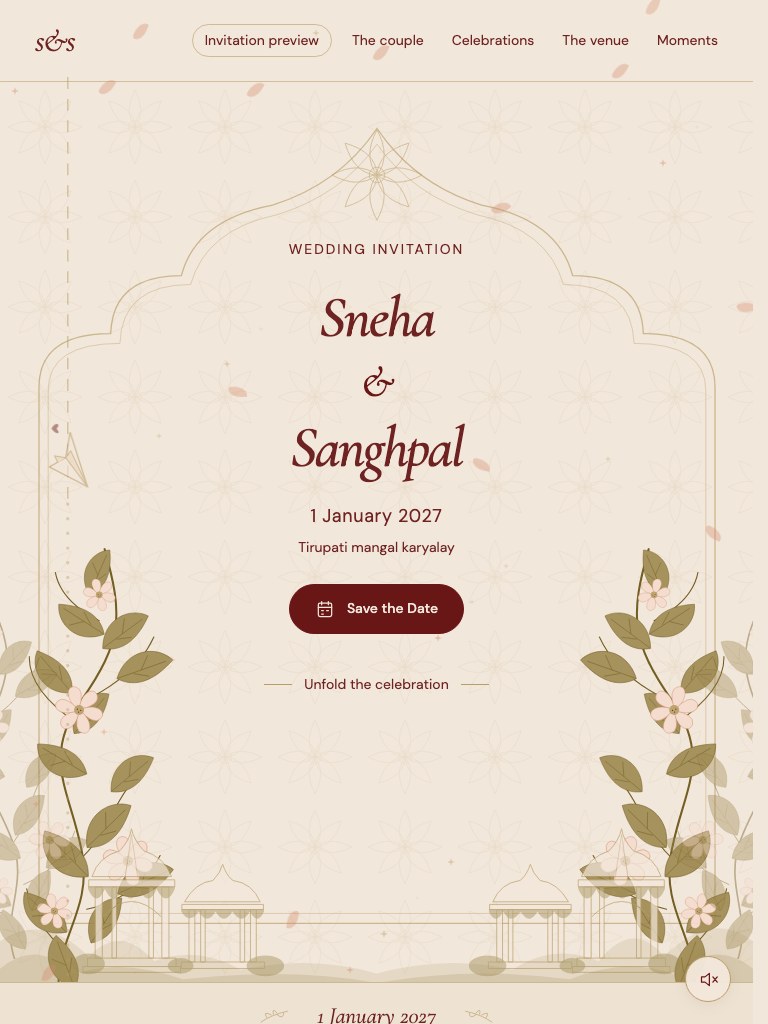 s&s
Invitation preview
The couple
Celebrations
The venue
Moments
WEDDING INVITATION
Sneha
&
Sanghpal
1 January 2027
Tirupati mangal karyalay
Save the Date
Unfold the celebration
1 January 2027